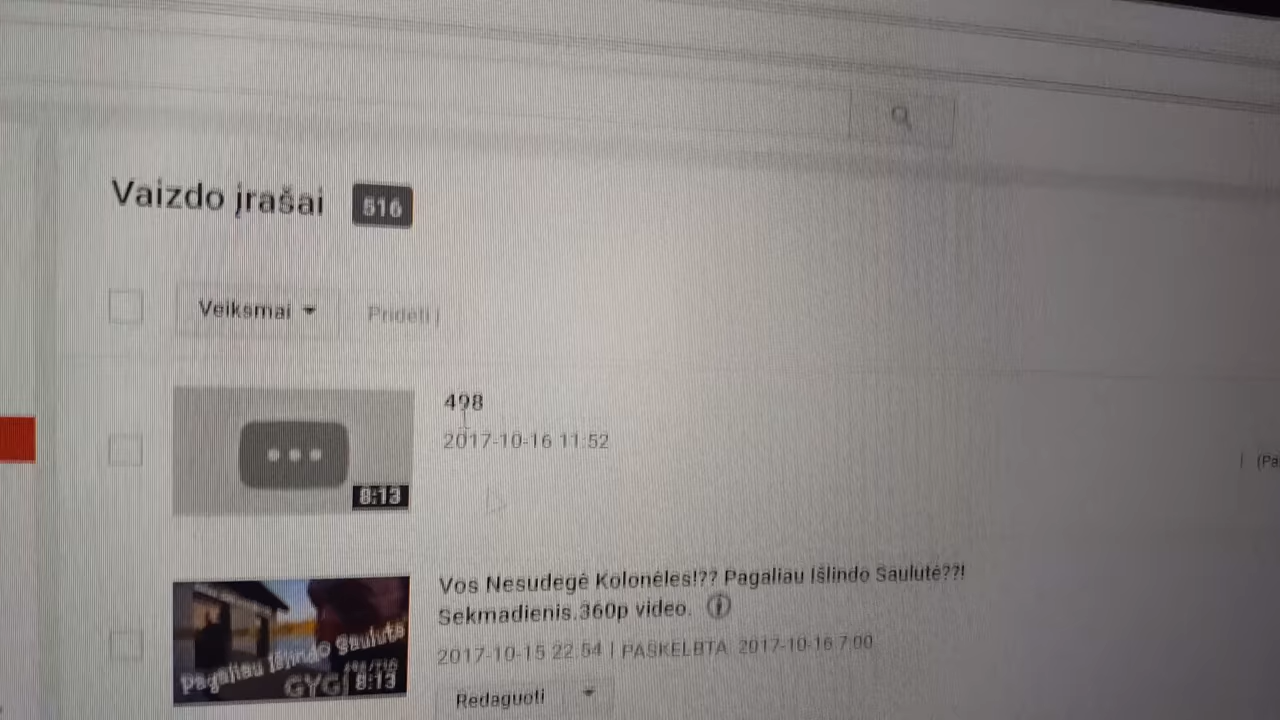 Vaizdo įrašai 516
Veiksmai
Pridėti į
498
2017-10-16 11:52
8:13
(Pa
Vos Nesudegė Kolonėlės!?? Pagaliau Išlindo Saulutė??!
Sekmadienis.360p video.
2017-10-15 22:54 | PASKELBTA 2017-10-16 7:00
Pagaliau Išlindo Saulutė
GYG
8:13
Redaguoti